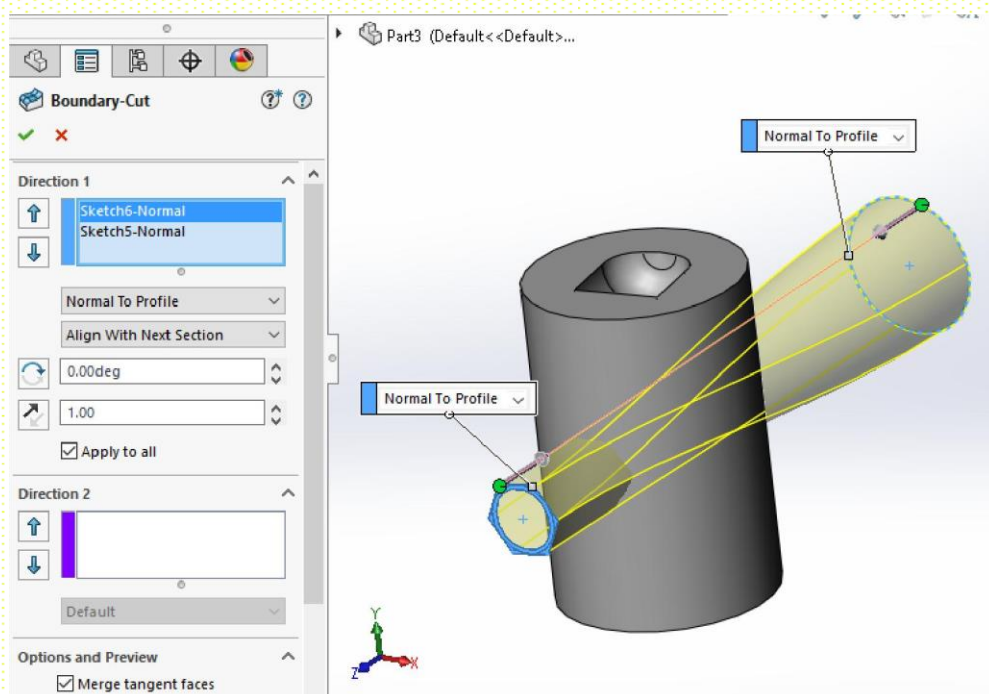 Part3 (Default<<Default>...
Boundary-Cut
Direction 1
Sketch6-Normal
Sketch5-Normal
Normal To Profile
Align With Next Section
0.00deg
1.00
Apply to all
Direction 2
Default
Options and Preview
Merge tangent faces
Normal To Profile
Normal To Profile
Y
X
Z